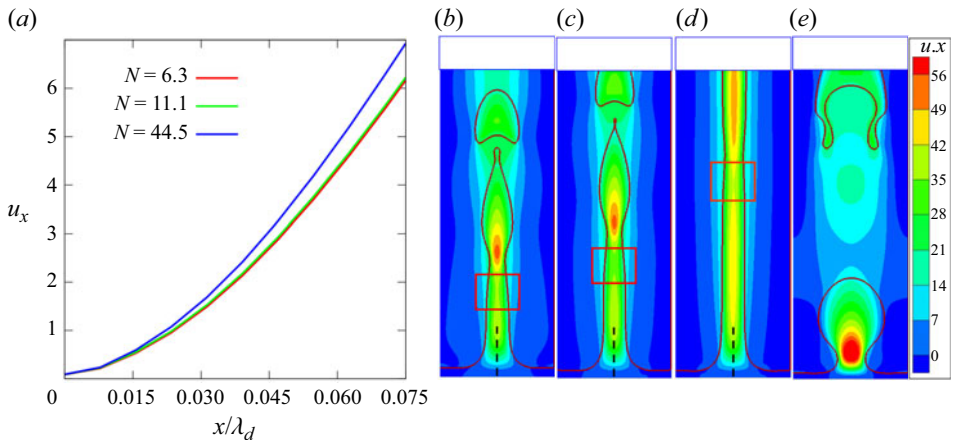 (a)
6
5
4
3
2
1
u_x
N = 6.3
N = 11.1
N = 44.5
0
0.015
0.030
0.045
0.060
0.075
x/λ_d
(b)
(c)
(d)
(e)
u.x
56
49
42
35
28
21
14
7
0